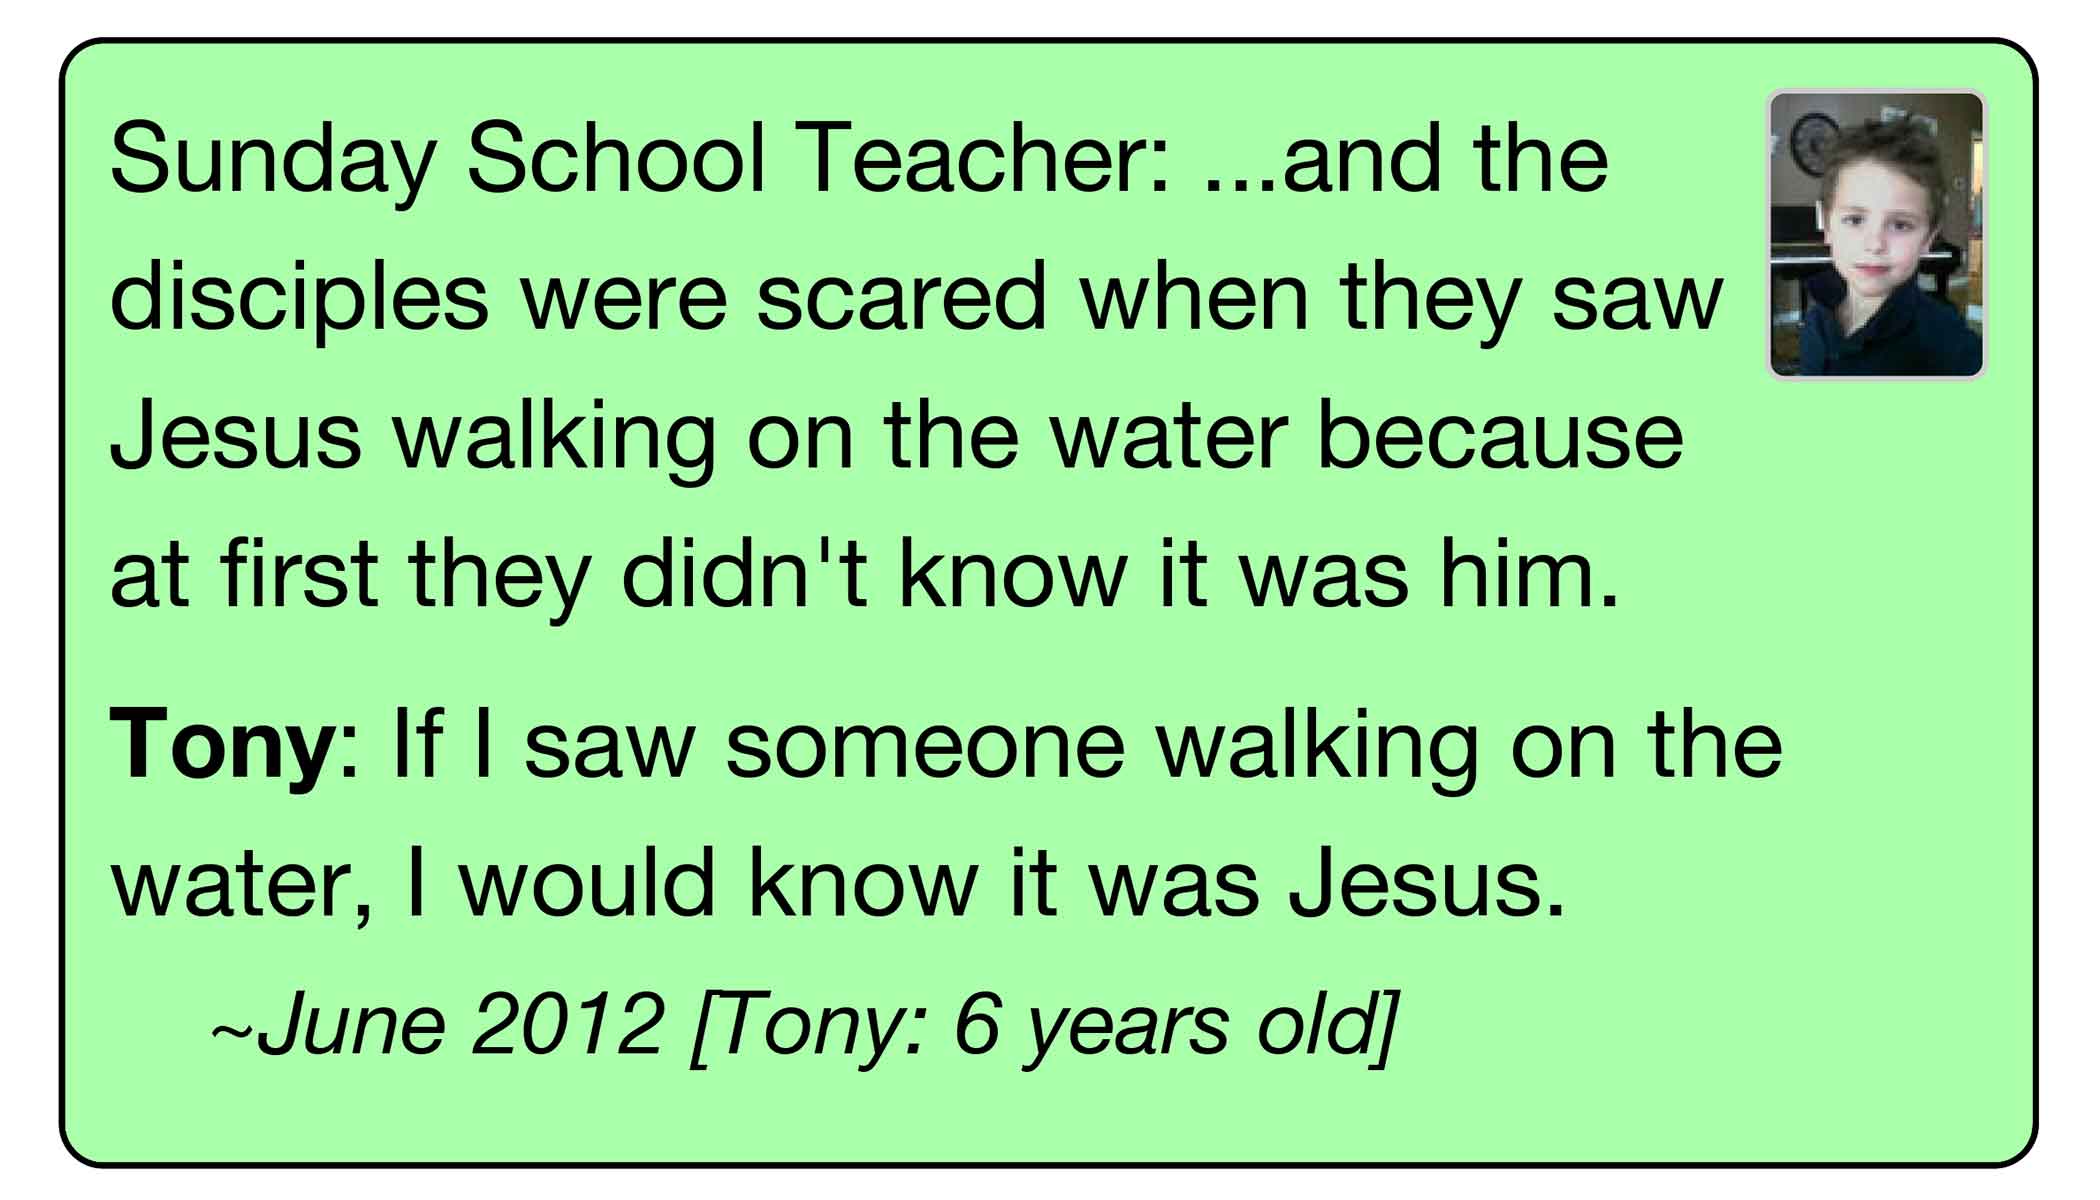 Sunday School Teacher: ...and the
disciples were scared when they saw
Jesus walking on the water because
at first they didn't know it was him.
Tony: If I saw someone walking on the
water, I would know it was Jesus.
~June 2012 [Tony: 6 years old]